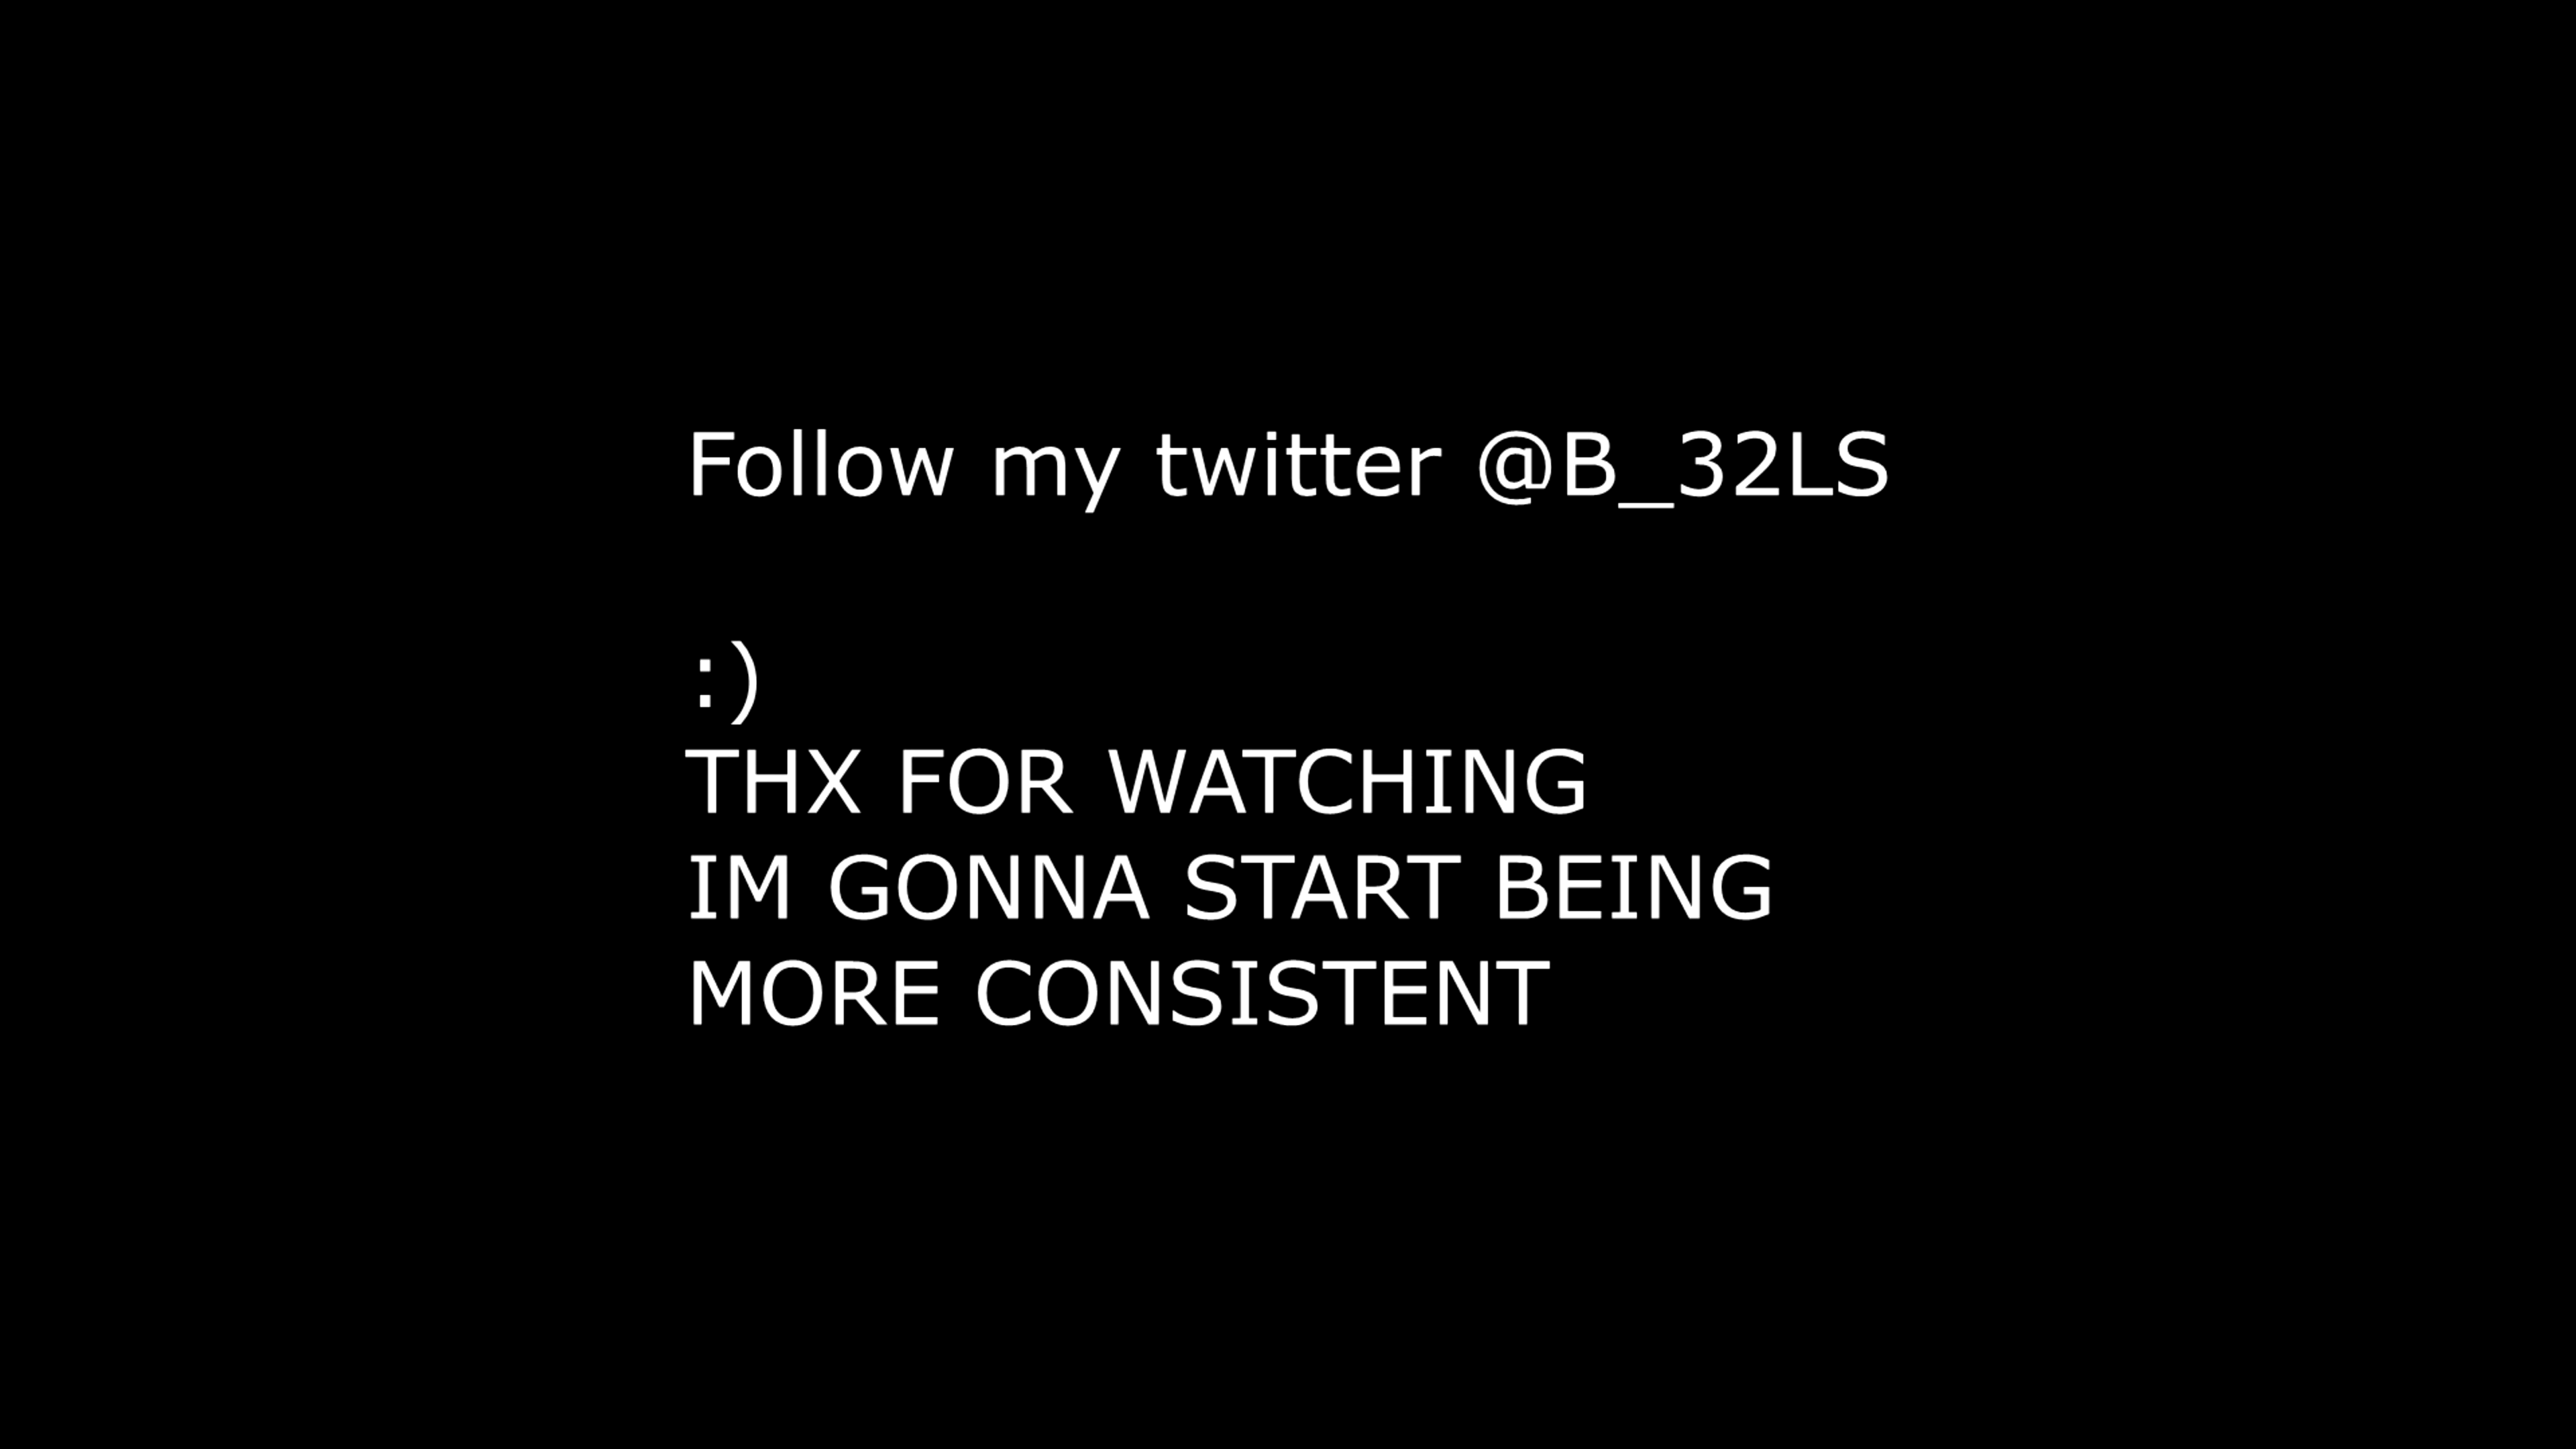 Follow my twitter @B_32LS
:)
THX FOR WATCHING
IM GONNA START BEING
MORE CONSISTENT